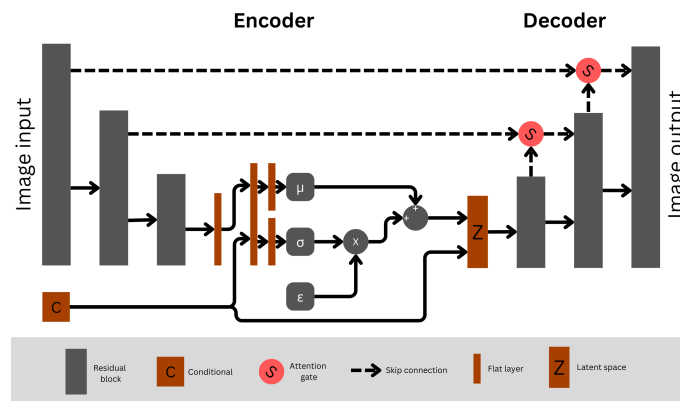 Encoder
Decoder
Image input
Image output
S
S
μ
σ
ε
x
+
+
Z
C
Residual
block
C
Conditional
S
Attention
gate
Skip connection
Flat layer
Z
Latent space